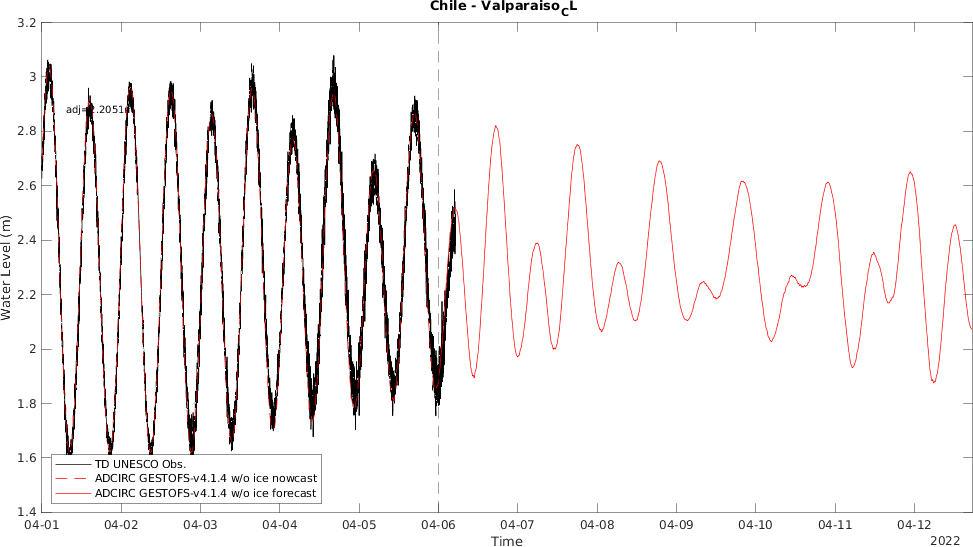 Chile - Valparaiso_CL
3.2
3
2.8
2.6
2.4
2.2
2
1.8
1.6
1.4
Water Level (m)
TD UNESCO Obs.
ADCIRC GESTOFS-v4.1.4 w/o ice nowcast
ADCIRC GESTOFS-v4.1.4 w/o ice forecast
04-01 04-02 04-03 04-04 04-05 04-06 04-07 04-08 04-09 04-10 04-11 04-12
Time
2022